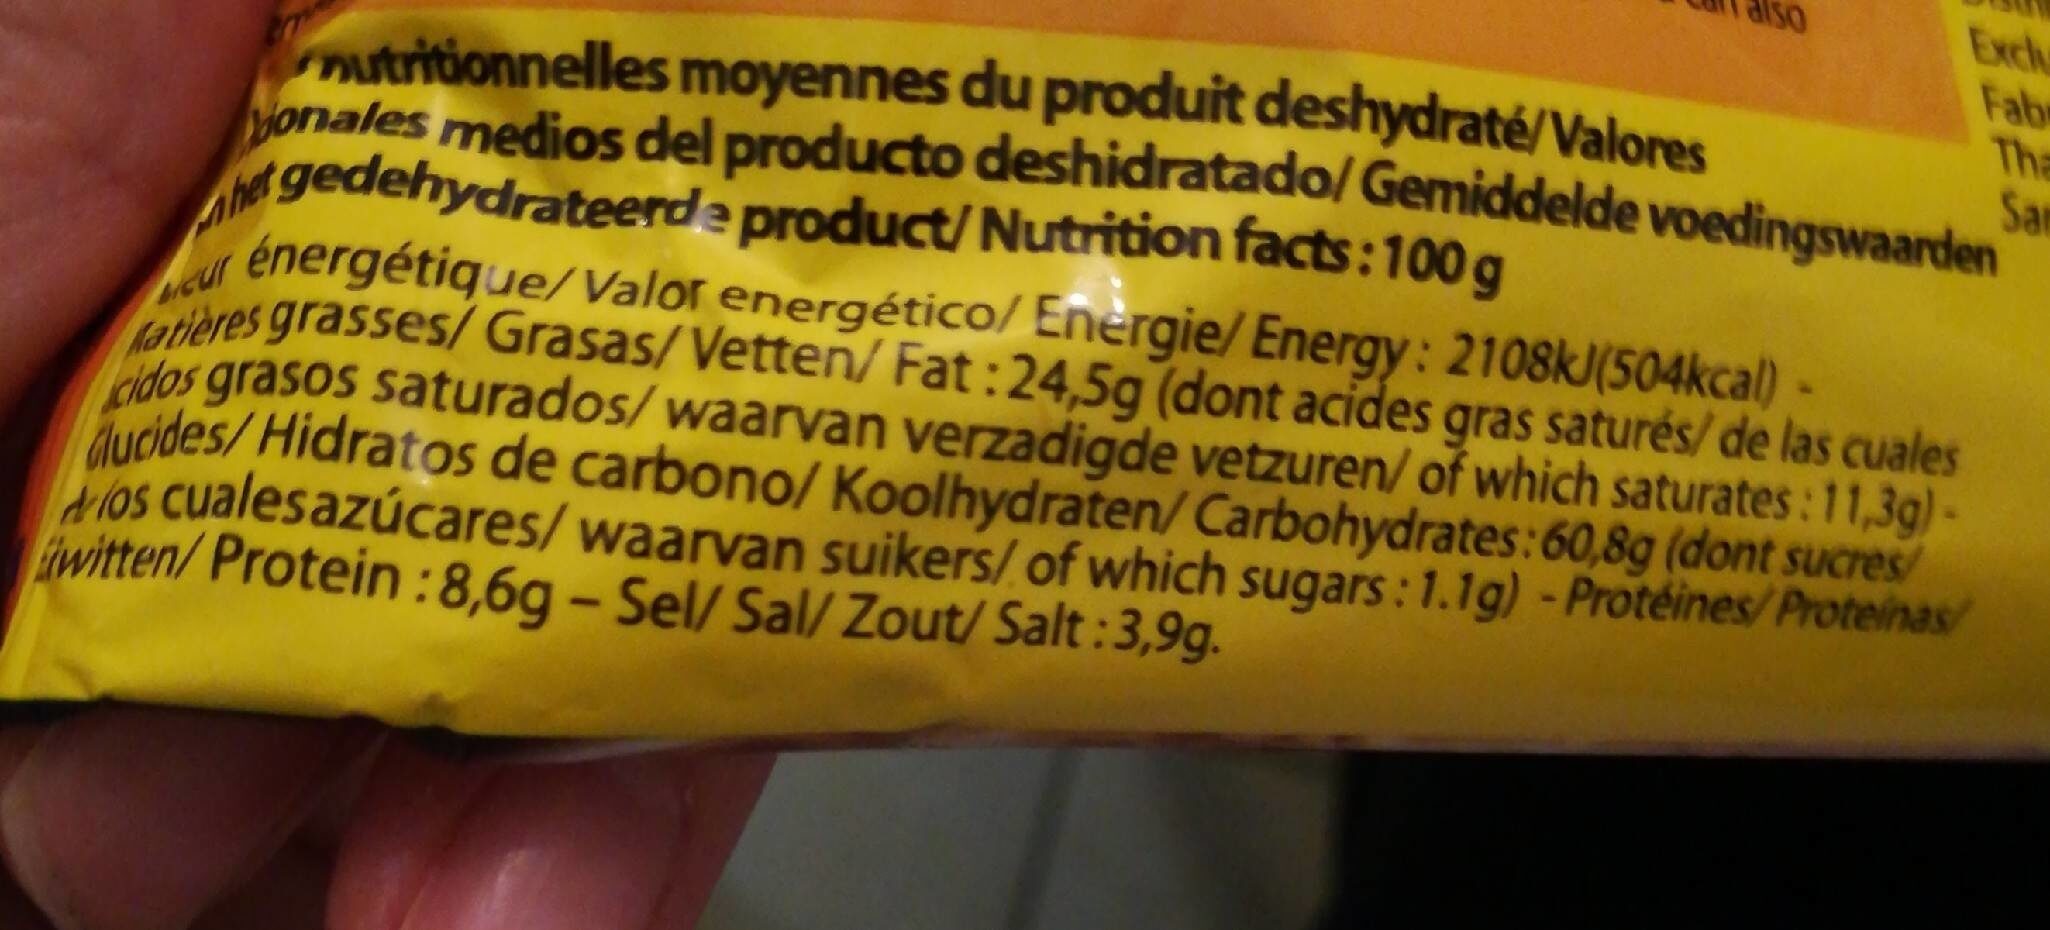 can also
nutritionnelles moyennes du produit deshydraté/ Valores
medios del producto deshidratado/ Gemiddelde voedingswaarden
het gedehydrateerde product/ Nutrition facts : 100 g
énergétique/ Valor energético/ Energie/ Energy : 2108kJ(504kcal) -
Matières grasses/ Grasas/ Vetten/ Fat : 24,5g (dont acides gras saturés/ de las cuales
grasos saturados/ waarvan verzadigde vetzuren/ of which saturates : 11,3g) -
Glucides/ Hidratos de carbono/ Koolhydraten/ Carbohydrates : 60,8g (dont sucres/
de los cuales azúcares/ waarvan suikers/ of which sugars : 1.1g) - Protéines/ Proteínas/
Eiwitten/ Protein : 8,6g – Sel/ Sal/ Zout/ Salt : 3,9g.